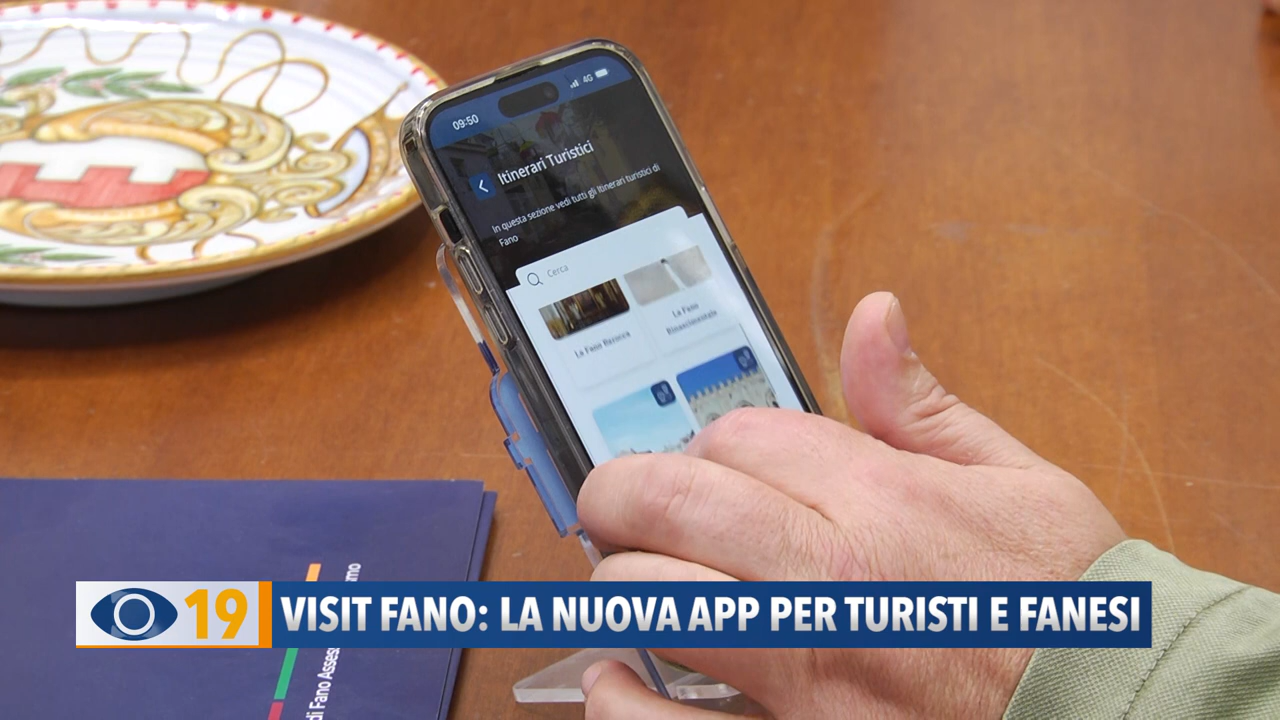 09:50
4G
Itinerari Turistici
In questa sezione vedi tutti gli Itinerari turistici di
Fano
Cerca
La Fano Barocca
La Fano
Rinascimentale
di Fano
19
VISIT FANO: LA NUOVA APP PER TURISTI E FANESI